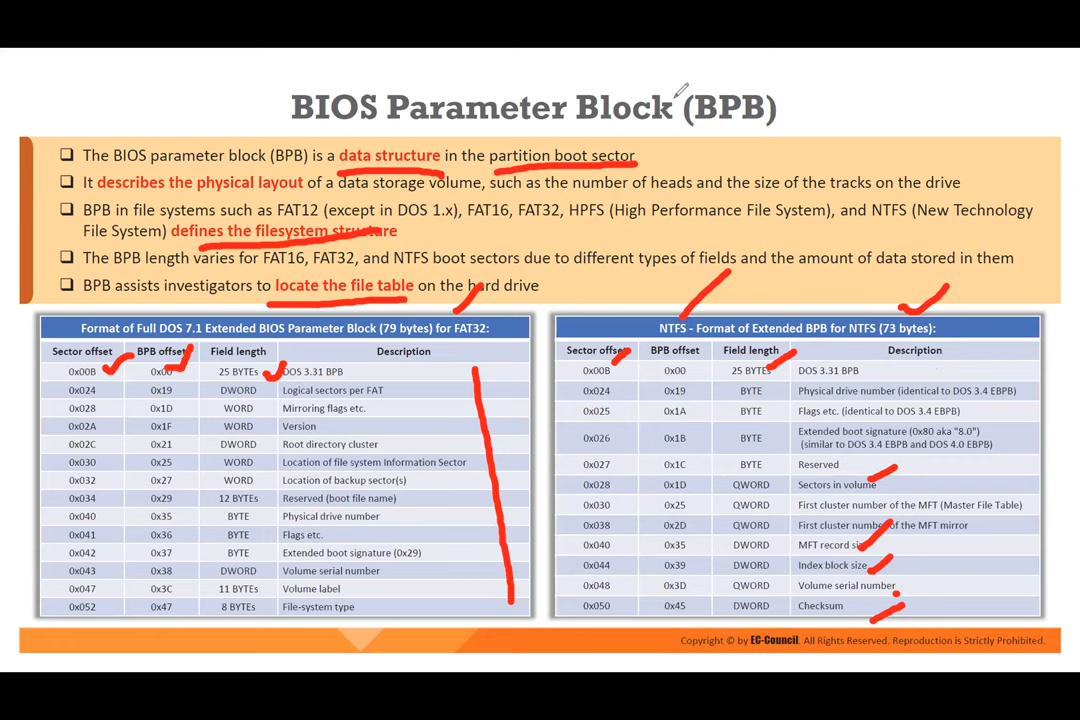 BIOS Parameter Block (BPB)
❑ The BIOS parameter block (BPB) is a data structure in the partition boot sector
❑ It describes the physical layout of a data storage volume, such as the number of heads and the size of the tracks on the drive
❑ BPB in file systems such as FAT12 (except in DOS 1.x), FAT16, FAT32, HPFS (High Performance File System), and NTFS (New Technology
File System) defines the filesystem structure
❑ The BPB length varies for FAT16, FAT32, and NTFS boot sectors due to different types of fields and the amount of data stored in them
❑ BPB assists investigators to locate the file table on the hard drive
Format of Full DOS 7.1 Extended BIOS Parameter Block (79 bytes) for FAT32:
Sector offset BPB offset Field length Description
0x00B 0x00 25 BYTEs DOS 3.31 BPB
0x024 0x19 DWORD Logical sectors per FAT
0x028 0x1D WORD Mirroring flags etc.
0x02A 0x1F WORD Version
0x02C 0x21 DWORD Root directory cluster
0x030 0x25 WORD Location of file system Information Sector
0x032 0x27 WORD Location of backup sector(s)
0x034 0x29 12 BYTEs Reserved (boot file name)
0x040 0x35 BYTE Physical drive number
0x041 0x36 BYTE Flags etc.
0x042 0x37 BYTE Extended boot signature (0x29)
0x043 0x38 DWORD Volume serial number
0x047 0x3C 11 BYTEs Volume label
0x052 0x47 8 BYTEs File-system type
NTFS - Format of Extended BPB for NTFS (73 bytes):
Sector offset BPB offset Field length Description
0x00B 0x00 25 BYTEs DOS 3.31 BPB
0x024 0x19 BYTE Physical drive number (identical to DOS 3.4 EBPB)
0x025 0x1A BYTE Flags etc. (identical to DOS 3.4 EBPB)
0x026 0x1B BYTE Extended boot signature (0x80 aka "8.0")
(similar to DOS 3.4 EBPB and DOS 4.0 EBPB)
0x027 0x1C BYTE Reserved
0x028 0x1D QWORD Sectors in volume
0x030 0x25 QWORD First cluster number of the MFT (Master File Table)
0x038 0x2D QWORD First cluster number of the MFT mirror
0x040 0x35 DWORD MFT record size
0x044 0x39 DWORD Index block size
0x048 0x3D QWORD Volume serial number
0x050 0x45 DWORD Checksum
Copyright © by EC-Council. All Rights Reserved. Reproduction is Strictly Prohibited.